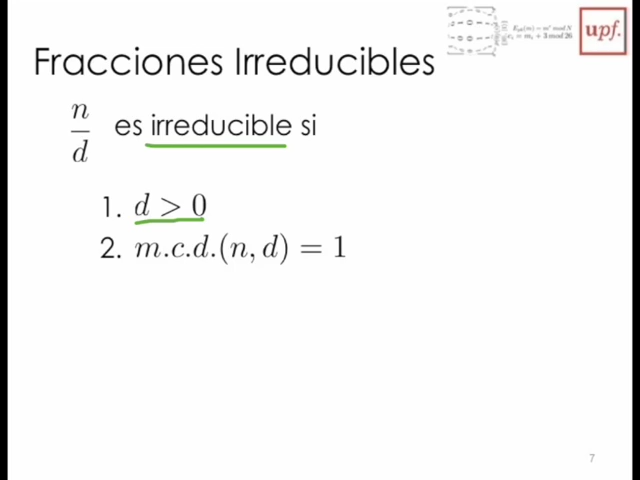 Fracciones Irreducibles
upf.
n/d es irreducible si
1. d > 0
2. m.c.d.(n, d) = 1
7